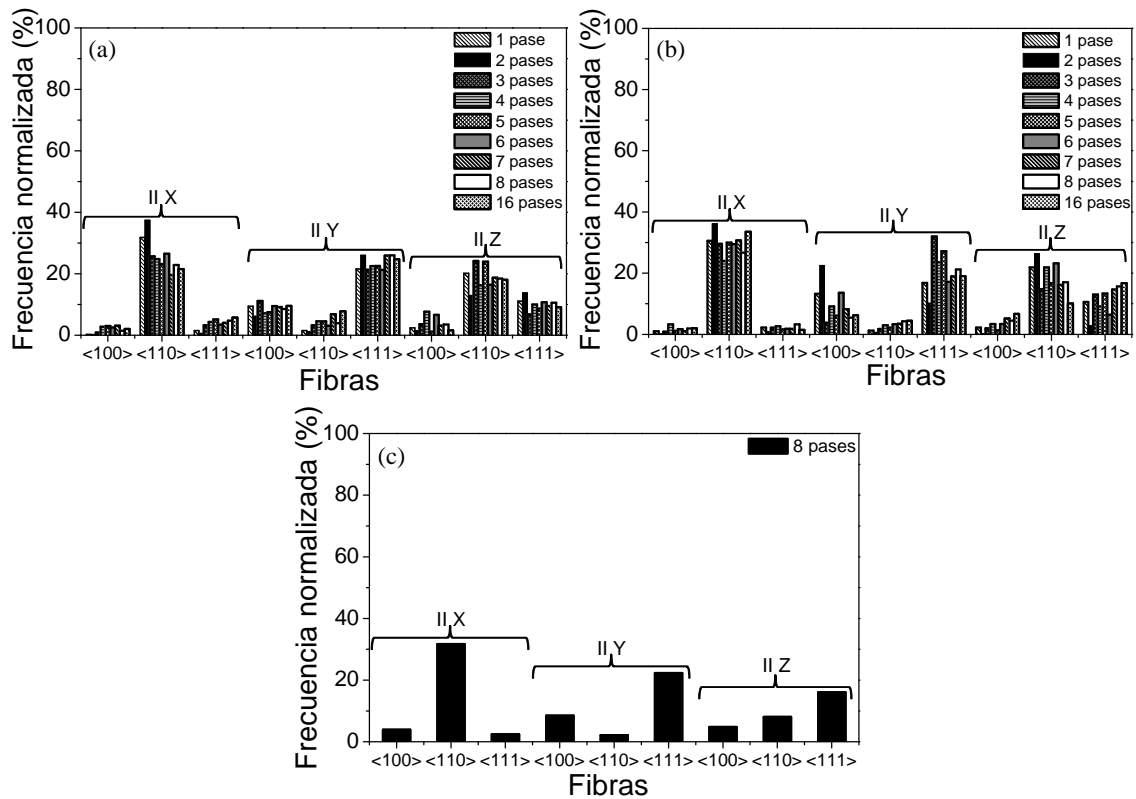 (a)
Frecuencia normalizada (%)
100
80
60
40
20
0
1 pase
2 pases
3 pases
4 pases
5 pases
6 pases
7 pases
8 pases
16 pases
II X
II Y
II Z
<100> <110> <111> <100> <110> <111> <100> <110> <111>
Fibras
(b)
Frecuencia normalizada (%)
100
80
60
40
20
0
1 pase
2 pases
3 pases
4 pases
5 pases
6 pases
7 pases
8 pases
16 pases
II X
II Y
II Z
<100> <110> <111> <100> <110> <111> <100> <110> <111>
Fibras
(c)
Frecuencia normalizada (%)
100
80
60
40
20
0
8 pases
II X
II Y
II Z
<100> <110> <111> <100> <110> <111> <100> <110> <111>
Fibras